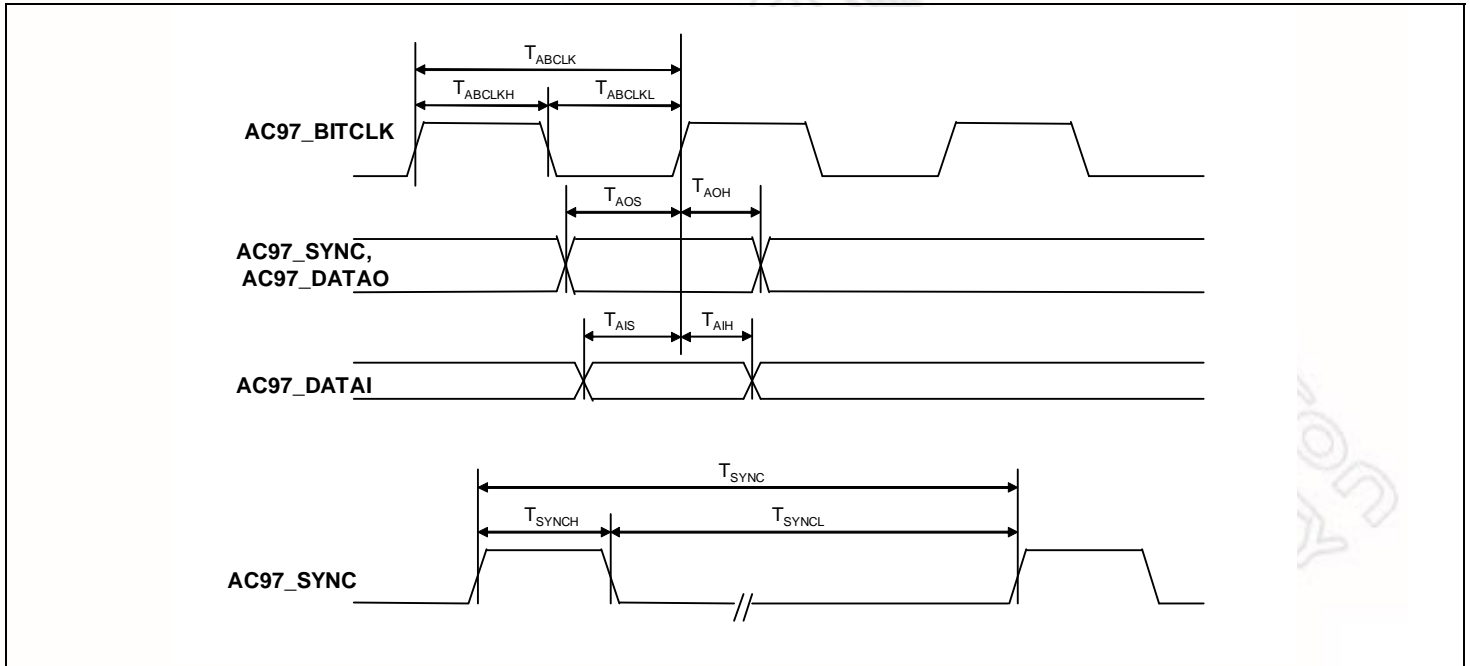 TABCLK
TABCLKH TABCLKL
AC97_BITCLK
TAOS TAOH
AC97_SYNC,
AC97_DATAO
TAIS TAIH
AC97_DATAI
TSYNC
TSYNCH TSYNCL
AC97_SYNC